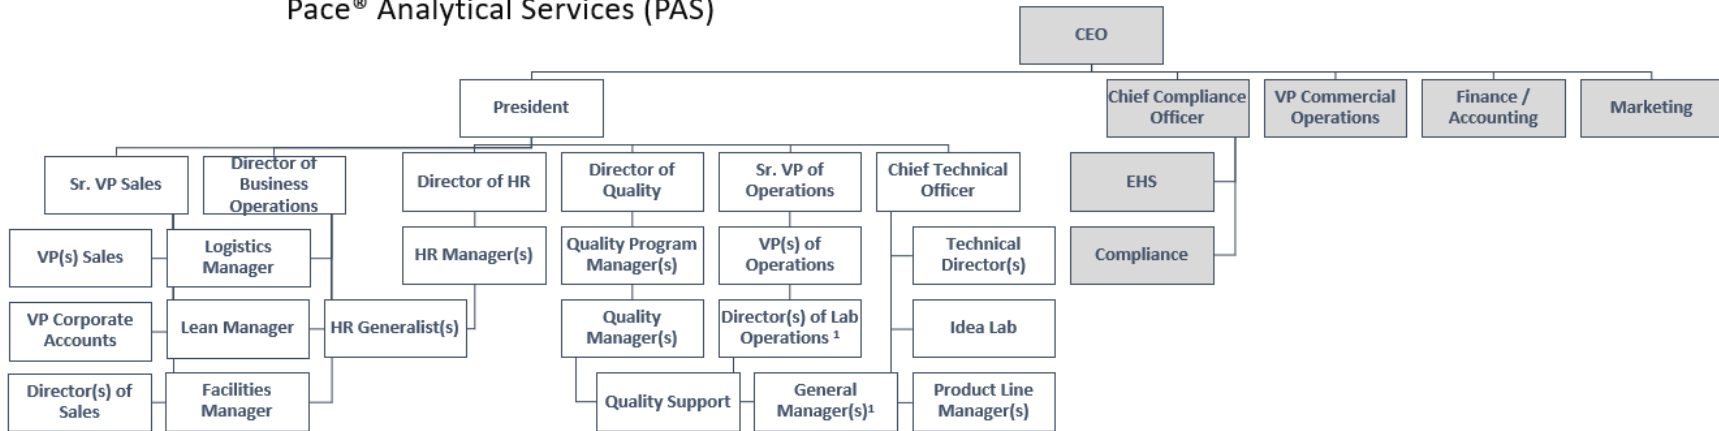 Pace® Analytical Services (PAS)
CEO
President
Chief Compliance
Officer
VP Commercial
Operations
Finance /
Accounting
Marketing
Sr. VP Sales
Director of
Business
Operations
Director of HR
Director of
Quality
Sr. VP of
Operations
Chief Technical
Officer
EHS
VP(s) Sales
Logistics
Manager
HR Manager(s)
Quality Program
Manager(s)
VP(s) of
Operations
Technical
Director(s)
Compliance
VP Corporate
Accounts
Lean Manager
HR Generalist(s)
Quality
Manager(s)
Director(s) of Lab
Operations ¹
Idea Lab
Director(s) of
Sales
Facilities
Manager
Quality Support
General
Manager(s)¹
Product Line
Manager(s)